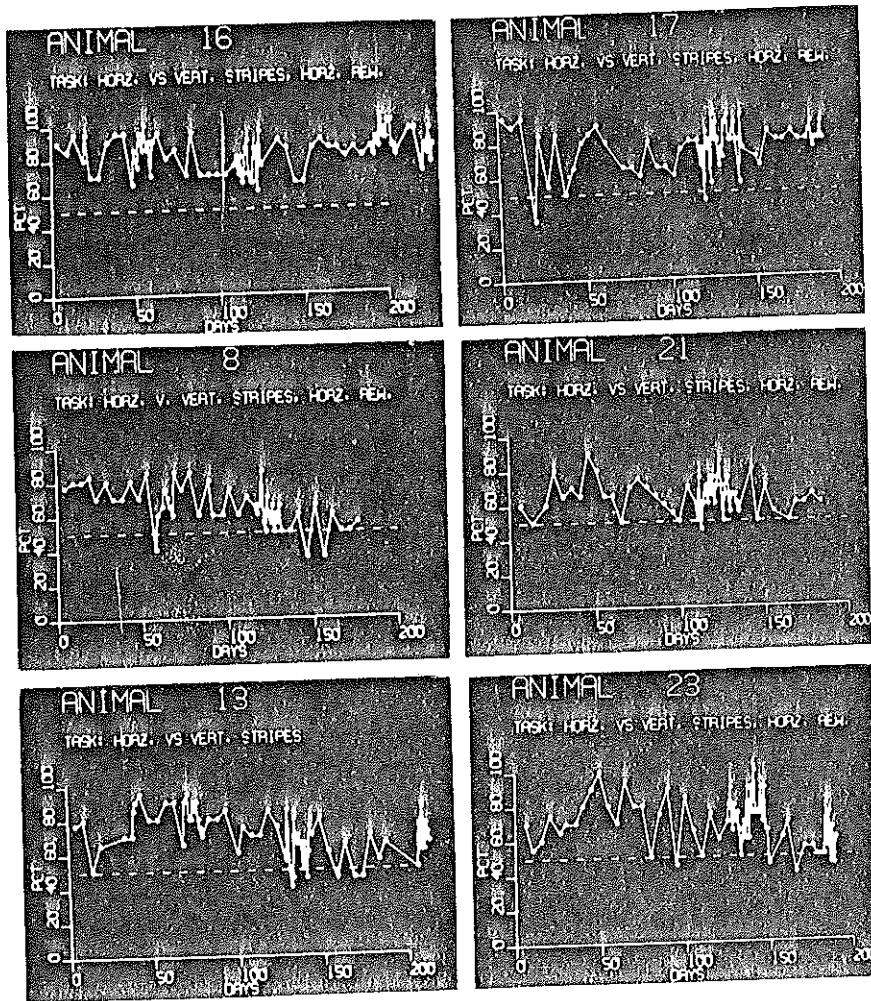 ANIMAL 16
TASK: HORZ. VS VERT. STRIPES, HORZ. REW.
PCT
0 20 40 60 80 100
0 50 100 150 200
DAYS
ANIMAL 17
TASK: HORZ. VS VERT. STRIPES, HORZ. REW.
PCT
0 20 40 60 80 100
0 50 100 150 200
DAYS
ANIMAL 8
TASK: HORZ. V. VERT. STRIPES, HORZ. REW.
PCT
0 20 40 60 80 100
0 50 100 150 200
DAYS
ANIMAL 21
TASK: HORZ. VS VERT. STRIPES, HORZ. REW.
PCT
0 20 40 60 80 100
0 50 100 150 200
DAYS
ANIMAL 13
TASK: HORZ. VS VERT. STRIPES
PCT
0 20 40 60 80 100
0 50 100 150 200
DAYS
ANIMAL 23
TASK: HORZ. VS VERT. STRIPES, HORZ. REW.
PCT
0 20 40 60 80 100
0 50 100 150 200
DAYS